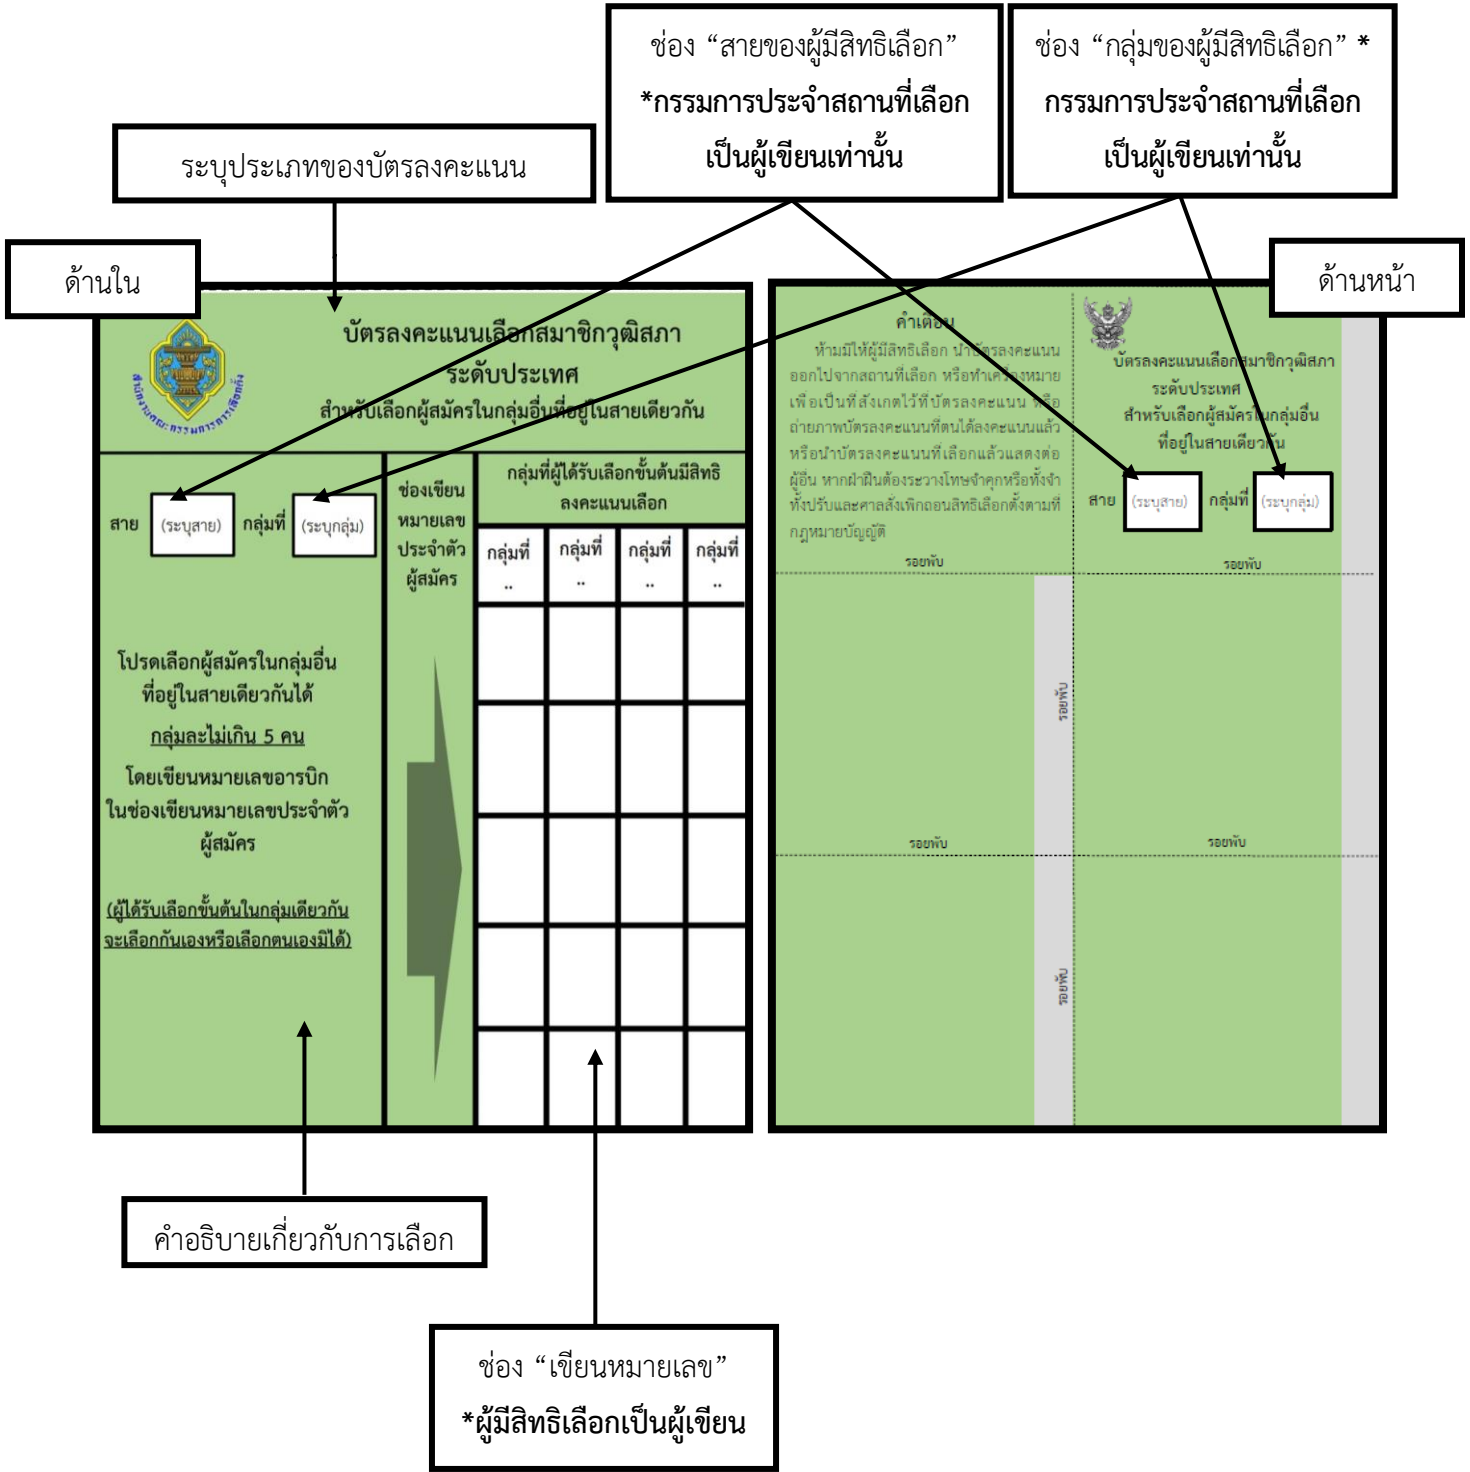 ช่อง “สายของผู้มีสิทธิเลือก”
*กรรมการประจำสถานที่เลือก
เป็นผู้เขียนเท่านั้น
ช่อง “กลุ่มของผู้มีสิทธิเลือก” *
กรรมการประจำสถานที่เลือก
เป็นผู้เขียนเท่านั้น
ระบุประเภทของบัตรลงคะแนน
ด้านใน
ด้านหน้า
สำนักงานคณะกรรมการการเลือกตั้ง
บัตรลงคะแนนเลือกสมาชิกวุฒิสภา
ระดับประเทศ
สำหรับเลือกผู้สมัครในกลุ่มอื่นที่อยู่ในสายเดียวกัน
สาย (ระบุสาย) กลุ่มที่ (ระบุกลุ่ม)
โปรดเลือกผู้สมัครในกลุ่มอื่น
ที่อยู่ในสายเดียวกันได้
กลุ่มละไม่เกิน 5 คน
โดยเขียนหมายเลขอารบิก
ในช่องเขียนหมายเลขประจำตัว
ผู้สมัคร
(ผู้ได้รับเลือกขั้นต้นในกลุ่มเดียวกัน
จะเลือกกันเองหรือเลือกตนเองมิได้)
ช่องเขียน
หมายเลข
ประจำตัว
ผู้สมัคร
กลุ่มที่ผู้ได้รับเลือกขั้นต้นมีสิทธิ
ลงคะแนนเลือก
กลุ่มที่ กลุ่มที่ กลุ่มที่ กลุ่มที่
.. .. .. ..
คำเตือน
ห้ามมิให้ผู้มีสิทธิเลือก นำบัตรลงคะแนน
ออกไปจากสถานที่เลือก หรือทำเครื่องหมาย
เพื่อเป็นที่สังเกตไว้ที่บัตรลงคะแนน หรือ
ถ่ายภาพบัตรลงคะแนนที่ตนได้ลงคะแนนแล้ว
หรือนำบัตรลงคะแนนที่เลือกแล้วแสดงต่อ
ผู้อื่น หากฝ่าฝืนต้องระวางโทษจำคุกหรือทั้งจำ
ทั้งปรับและศาลสั่งเพิกถอนสิทธิเลือกตั้งตามที่
กฎหมายบัญญัติ
รอยพับ
บัตรลงคะแนนเลือกสมาชิกวุฒิสภา
ระดับประเทศ
สำหรับเลือกผู้สมัครในกลุ่มอื่น
ที่อยู่ในสายเดียวกัน
สาย (ระบุสาย) กลุ่มที่ (ระบุกลุ่ม)
รอยพับ
รอยพับ
รอยพับ
รอยพับ
รอยพับ
คำอธิบายเกี่ยวกับการเลือก
ช่อง “เขียนหมายเลข”
*ผู้มีสิทธิเลือกเป็นผู้เขียน